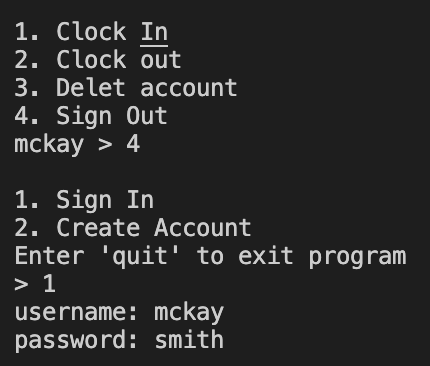 1. Clock In
2. Clock out
3. Delet account
4. Sign Out
mckay > 4
1. Sign In
2. Create Account
Enter 'quit' to exit program
> 1
username: mckay
password: smith